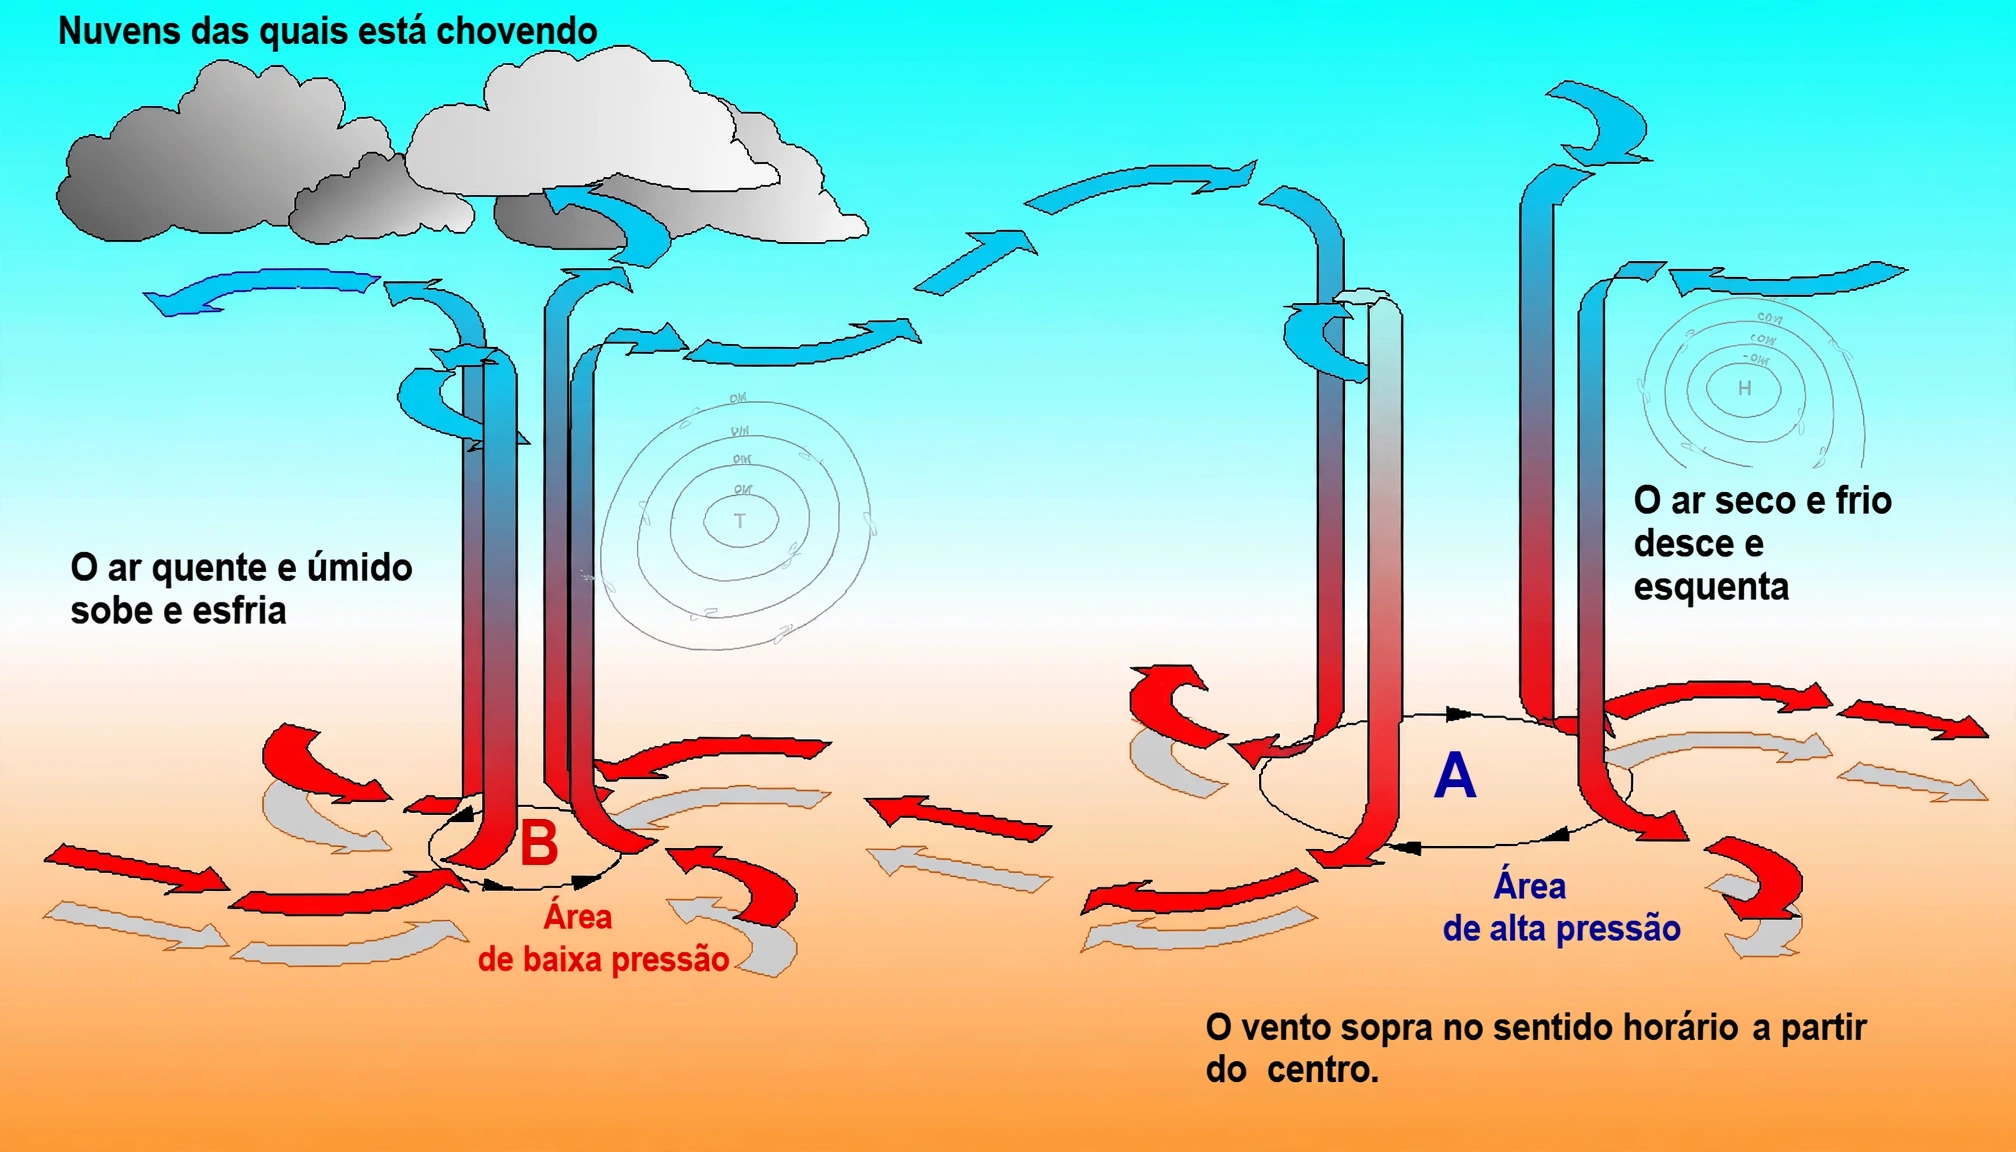 Nuvens das quais está chovendo
O ar quente e úmido
sobe e esfria
T
H
O ar seco e frio
desce e
esquenta
B
Área
de baixa pressão
A
Área
de alta pressão
O vento sopra no sentido horário a partir
do centro.